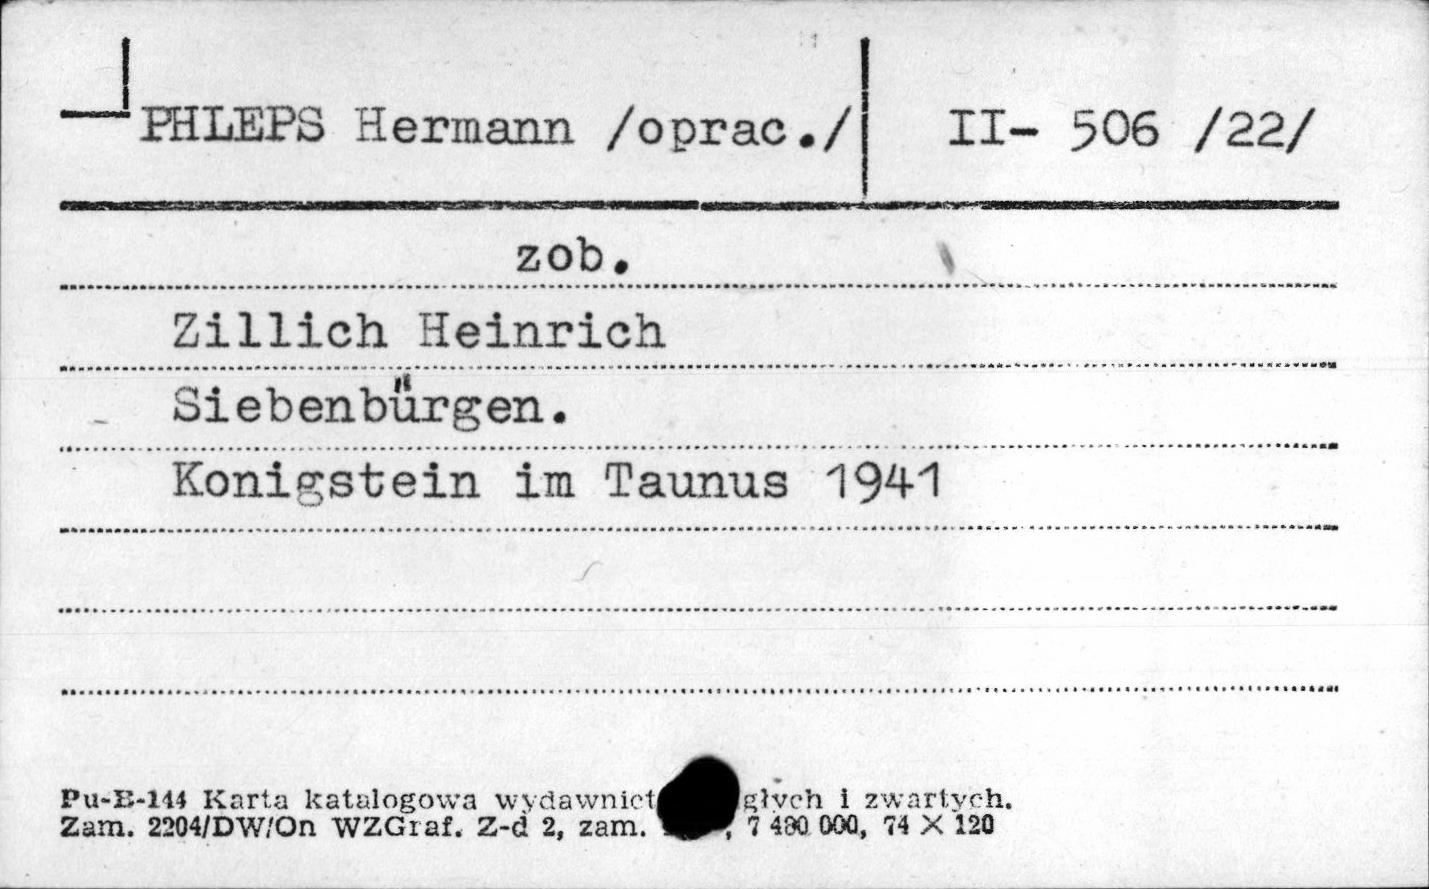 PHLEPS Hermann /oprac./ II- 506 /22/
zob.
Zillich Heinrich
Siebenbürgen.
Konigstein im Taunus 1941
Pu-B-144 Karta katalogowa wydawnict głych i zwartych.
Zam. 2204/DW/On WZGraf. Z-d 2, zam. , 7 480 000, 74 X 120